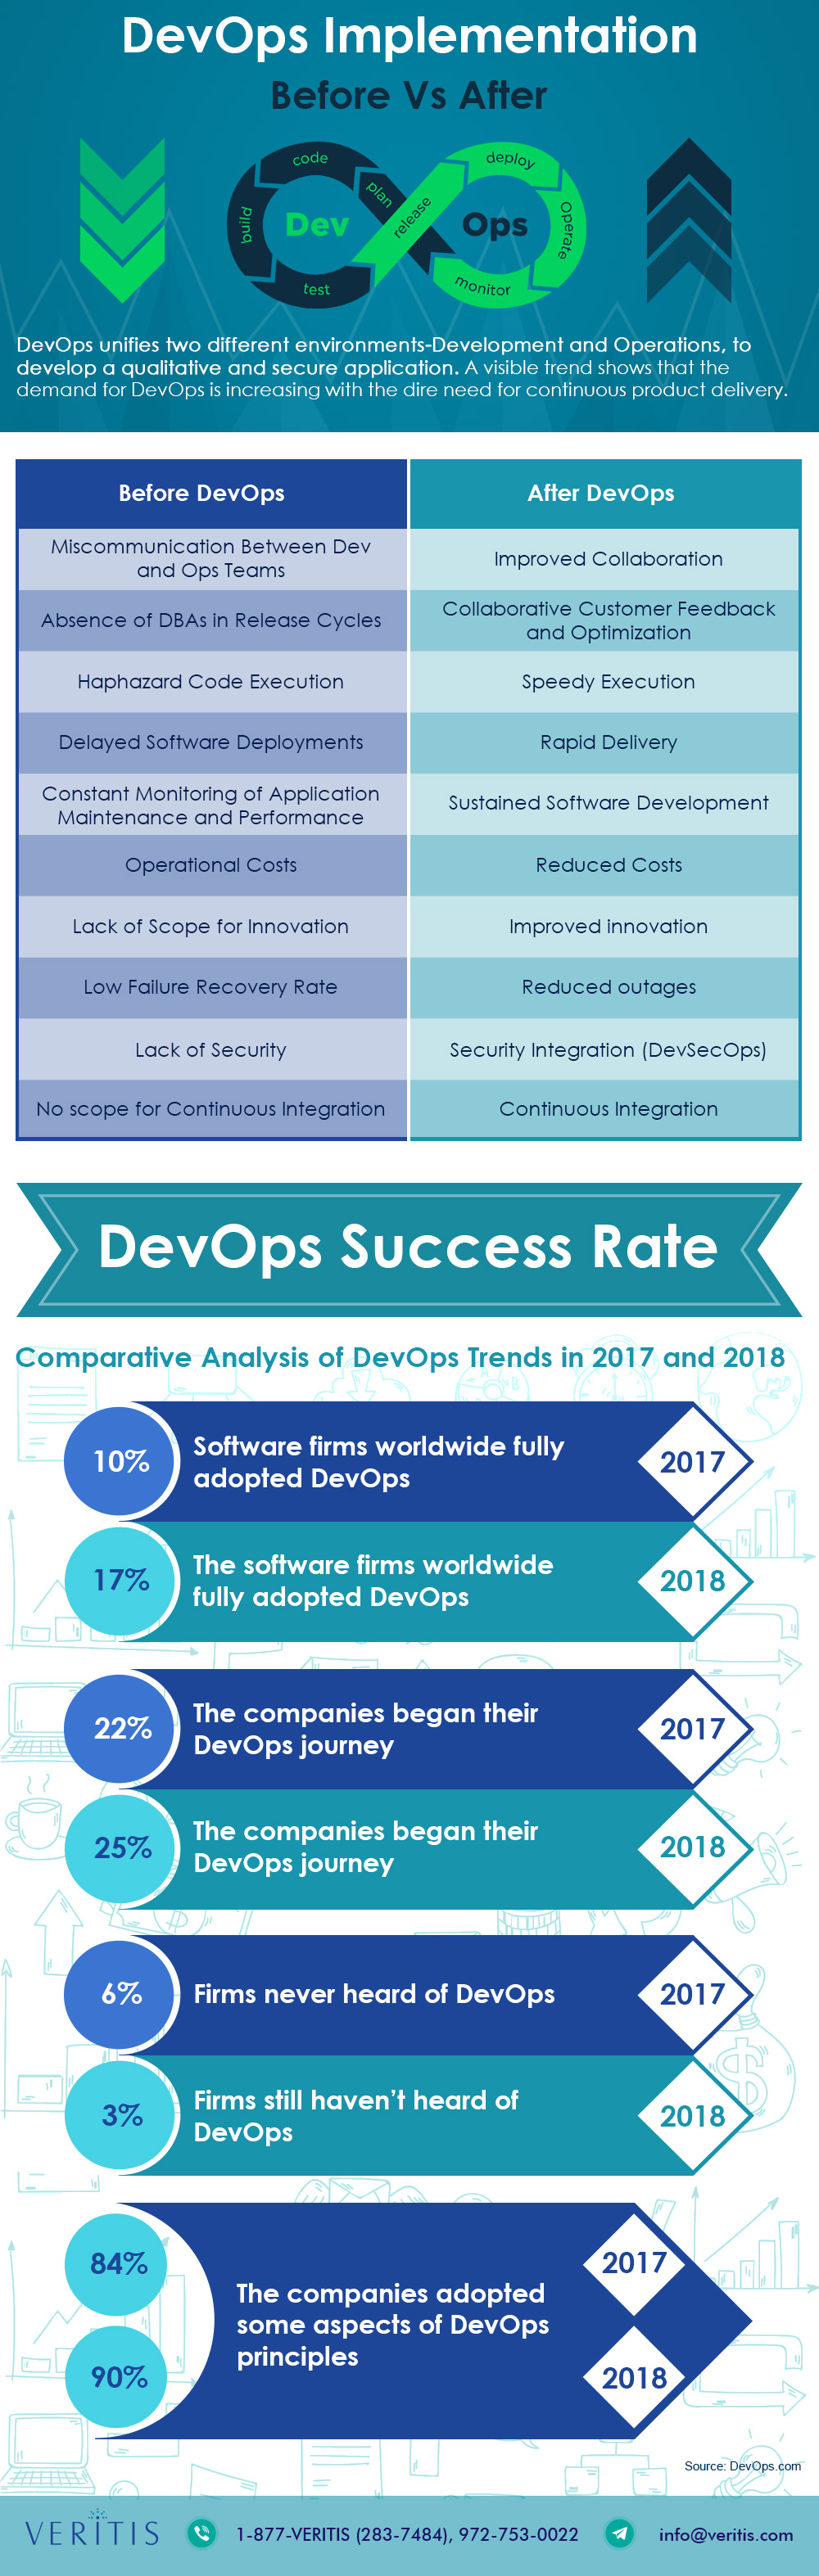 DevOps Implementation
Before Vs After
code
plan
build
Dev
test
release
deploy
Ops
Operate
monitor
DevOps unifies two different environments-Development and Operations, to
develop a qualitative and secure application. A visible trend shows that the
demand for DevOps is increasing with the dire need for continuous product delivery.
Before DevOps
After DevOps
Miscommunication Between Dev
and Ops Teams
Improved Collaboration
Absence of DBAs in Release Cycles
Collaborative Customer Feedback
and Optimization
Haphazard Code Execution
Speedy Execution
Delayed Software Deployments
Rapid Delivery
Constant Monitoring of Application
Maintenance and Performance
Sustained Software Development
Operational Costs
Reduced Costs
Lack of Scope for Innovation
Improved innovation
Low Failure Recovery Rate
Reduced outages
Lack of Security
Security Integration (DevSecOps)
No scope for Continuous Integration
Continuous Integration
DevOps Success Rate
Comparative Analysis of DevOps Trends in 2017 and 2018
10%
Software firms worldwide fully
adopted DevOps
2017
17%
The software firms worldwide
fully adopted DevOps
2018
22%
The companies began their
DevOps journey
2017
25%
The companies began their
DevOps journey
2018
6%
Firms never heard of DevOps
2017
3%
Firms still haven't heard of
DevOps
2018
84%
90%
The companies adopted
some aspects of DevOps
principles
2017
2018
Source: DevOps.com
VERITIS
1-877-VERITIS (283-7484), 972-753-0022
info@veritis.com